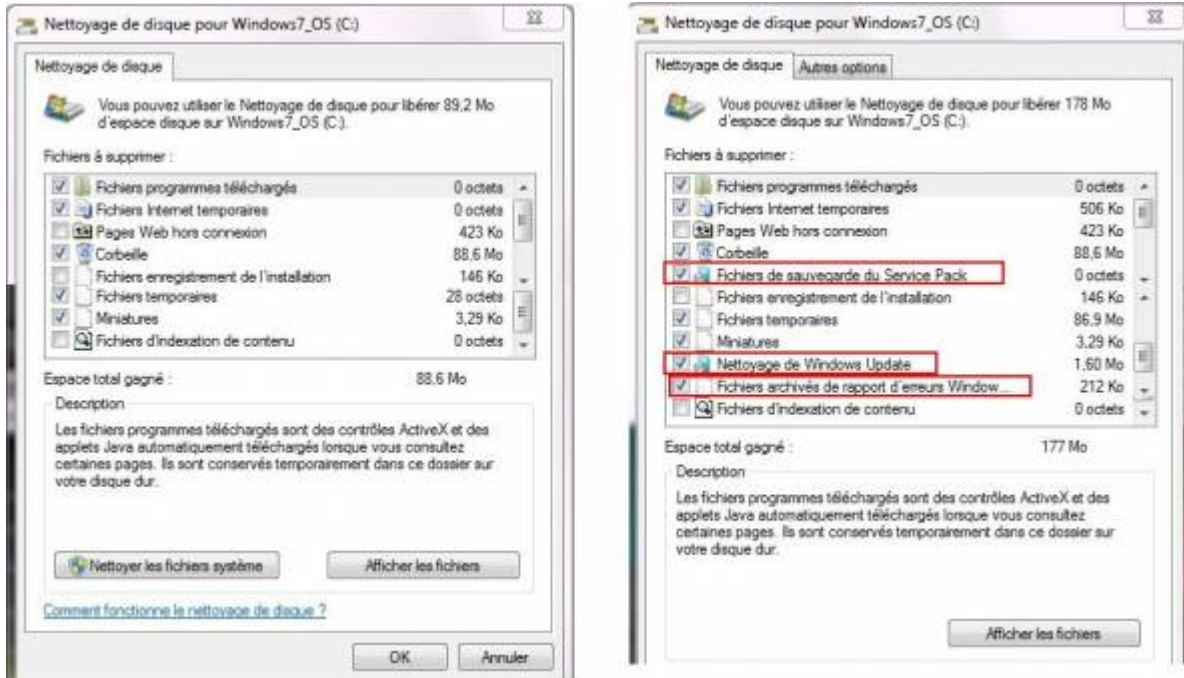 Nettoyage de disque pour Windows7_OS (C:)
Nettoyage de disque
Vous pouvez utiliser le Nettoyage de disque pour libérer 89,2 Mo
d'espace disque sur Windows7_OS (C:).
Fichiers à supprimer :
Fichiers programmes téléchargés 0 octets
Fichiers Internet temporaires 0 octets
Pages Web hors connexion 423 Ko
Corbeille 88,6 Mo
Fichiers enregistrement de l'installation 146 Ko
Fichiers temporaires 28 octets
Miniatures 3,29 Ko
Fichiers d'indexation de contenu 0 octets
Espace total gagné : 88,6 Mo
Description
Les fichiers programmes téléchargés sont des contrôles ActiveX et des
applets Java automatiquement téléchargés lorsque vous consultez
certaines pages. Ils sont conservés temporairement dans ce dossier sur
votre disque dur.
Nettoyer les fichiers système
Afficher les fichiers
Comment fonctionne le nettoyage de disque ?
OK
Annuler
Nettoyage de disque pour Windows7_OS (C:)
Nettoyage de disque
Autres options
Vous pouvez utiliser le Nettoyage de disque pour libérer 178 Mo
d'espace disque sur Windows7_OS (C:).
Fichiers à supprimer :
Fichiers programmes téléchargés 0 octets
Fichiers Internet temporaires 506 Ko
Pages Web hors connexion 423 Ko
Corbeille 88,6 Mo
Fichiers de sauvegarde du Service Pack 0 octets
Fichiers enregistrement de l'installation 146 Ko
Fichiers temporaires 86,9 Mo
Miniatures 3,29 Ko
Nettoyage de Windows Update 1,60 Mo
Fichiers archivés de rapport d'erreurs Window... 212 Ko
Fichiers d'indexation de contenu 0 octets
Espace total gagné : 177 Mo
Description
Les fichiers programmes téléchargés sont des contrôles ActiveX et des
applets Java automatiquement téléchargés lorsque vous consultez
certaines pages. Ils sont conservés temporairement dans ce dossier sur
votre disque dur.
Afficher les fichiers